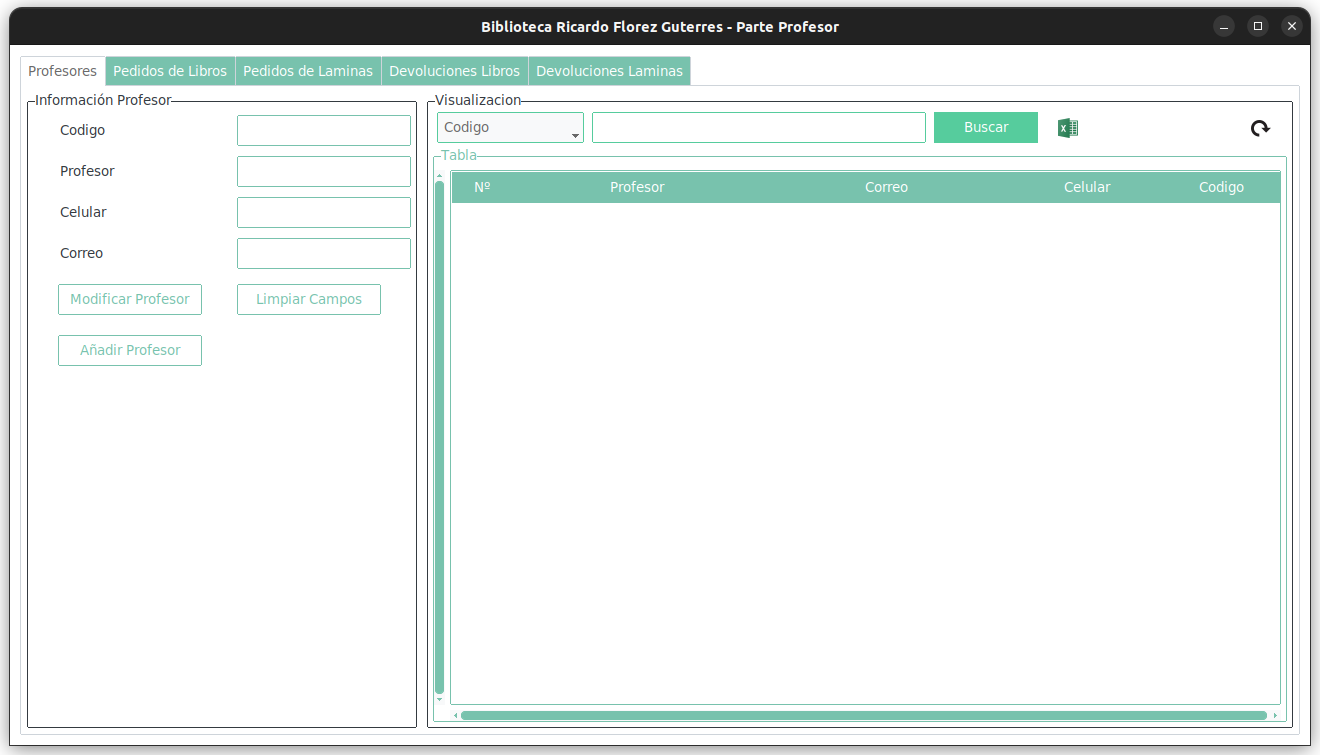 Biblioteca Ricardo Florez Guterres - Parte Profesor
Profesores Pedidos de Libros Pedidos de Laminas Devoluciones Libros Devoluciones Laminas
Información Profesor
Codigo
Profesor
Celular
Correo
Modificar Profesor Limpiar Campos
Añadir Profesor
Visualizacion
Codigo Buscar
Tabla
Nº Profesor Correo Celular Codigo